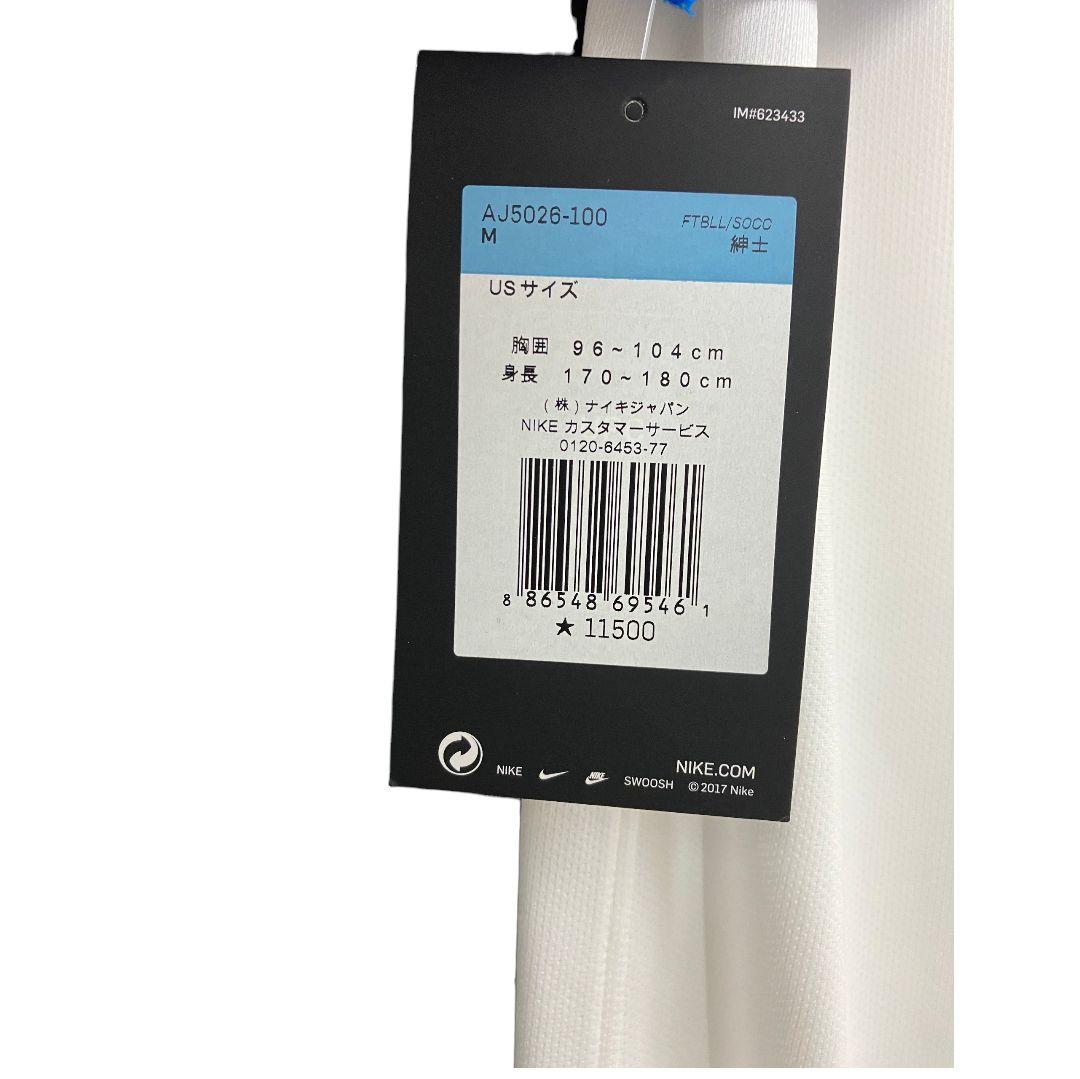 IM#623433
AJ5026-100
M
FTBLL/SOCC
紳士
USサイズ
胸囲 96~104cm
身長 170~180cm
(株)ナイキジャパン
NIKE カスタマーサービス
0120-6453-77
8 86548 69546 1
★ 11500
NIKE NIKE SWOOSH
NIKE.COM
© 2017 Nike